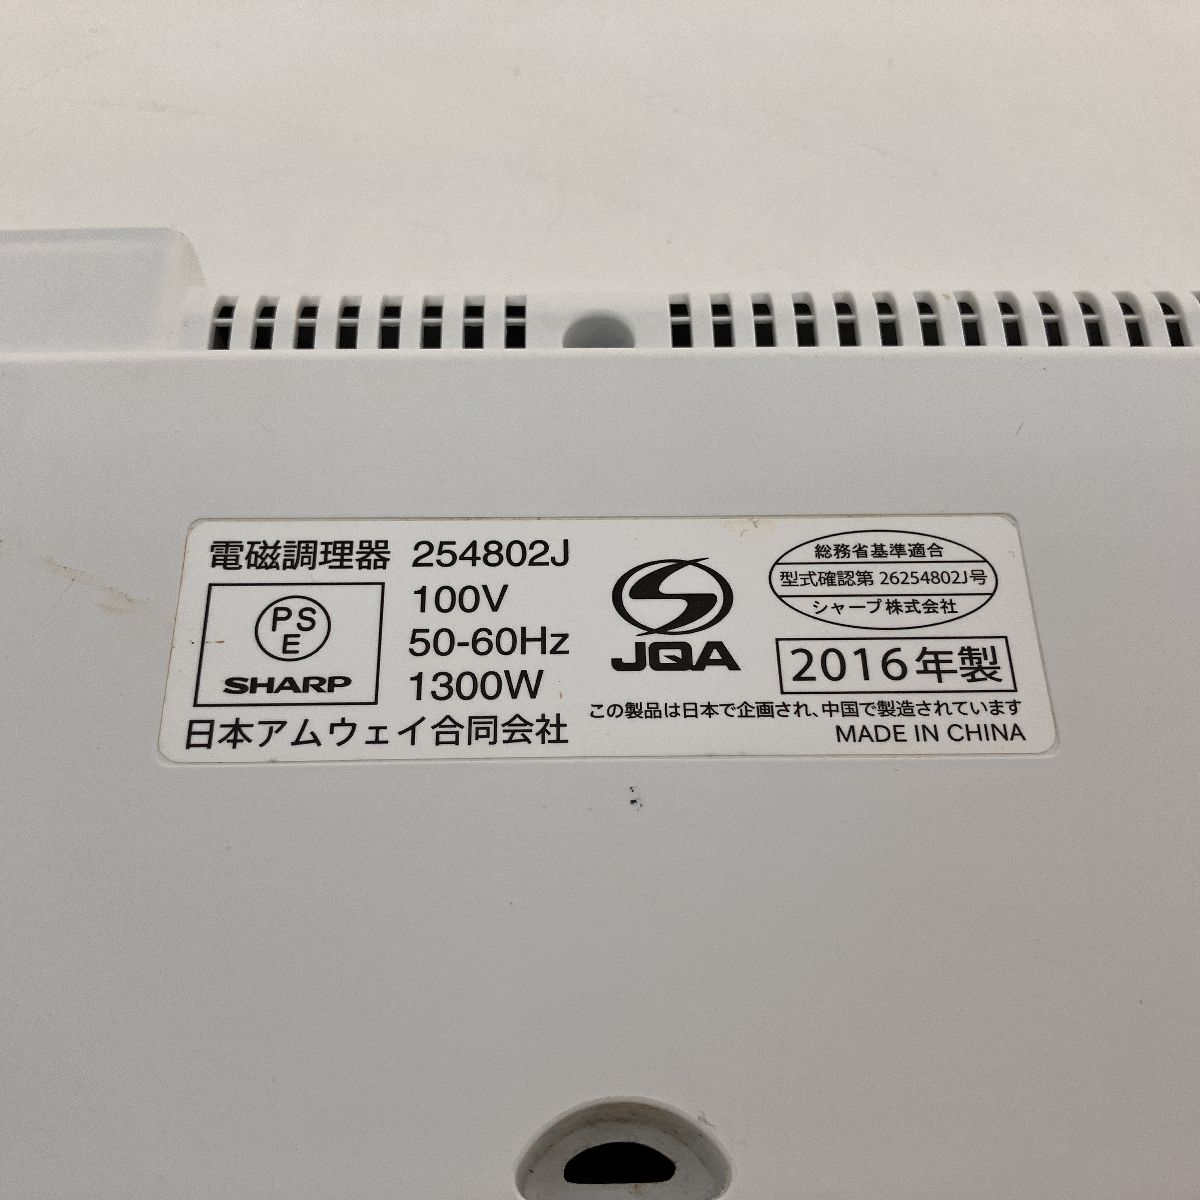 電磁調理器 254802J
PS
E
SHARP
100V
50-60Hz
1300W
日本アムウェイ合同会社
JQA
総務省基準適合
型式確認第 26254802J号
シャープ株式会社
2016年製
この製品は日本で企画され、中国で製造されています
MADE IN CHINA